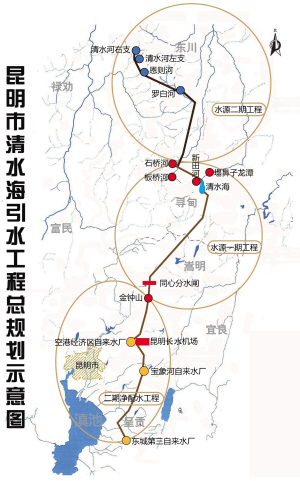 昆明市清水海引水工程总规划示意图
东川
清水河右支
清水河左支
恩则河
禄劝
罗白河
水源二期工程
石桥河
新田河
板桥河
塌鼻子龙潭
清水海
寻甸
富民
水源一期工程
嵩明
同心分水闸
金钟山
宜良
空港经济区自来水厂
昆明长水机场
昆明市
宝象河自来水厂
二期净配水工程
滇池
呈贡
东城第三自来水厂